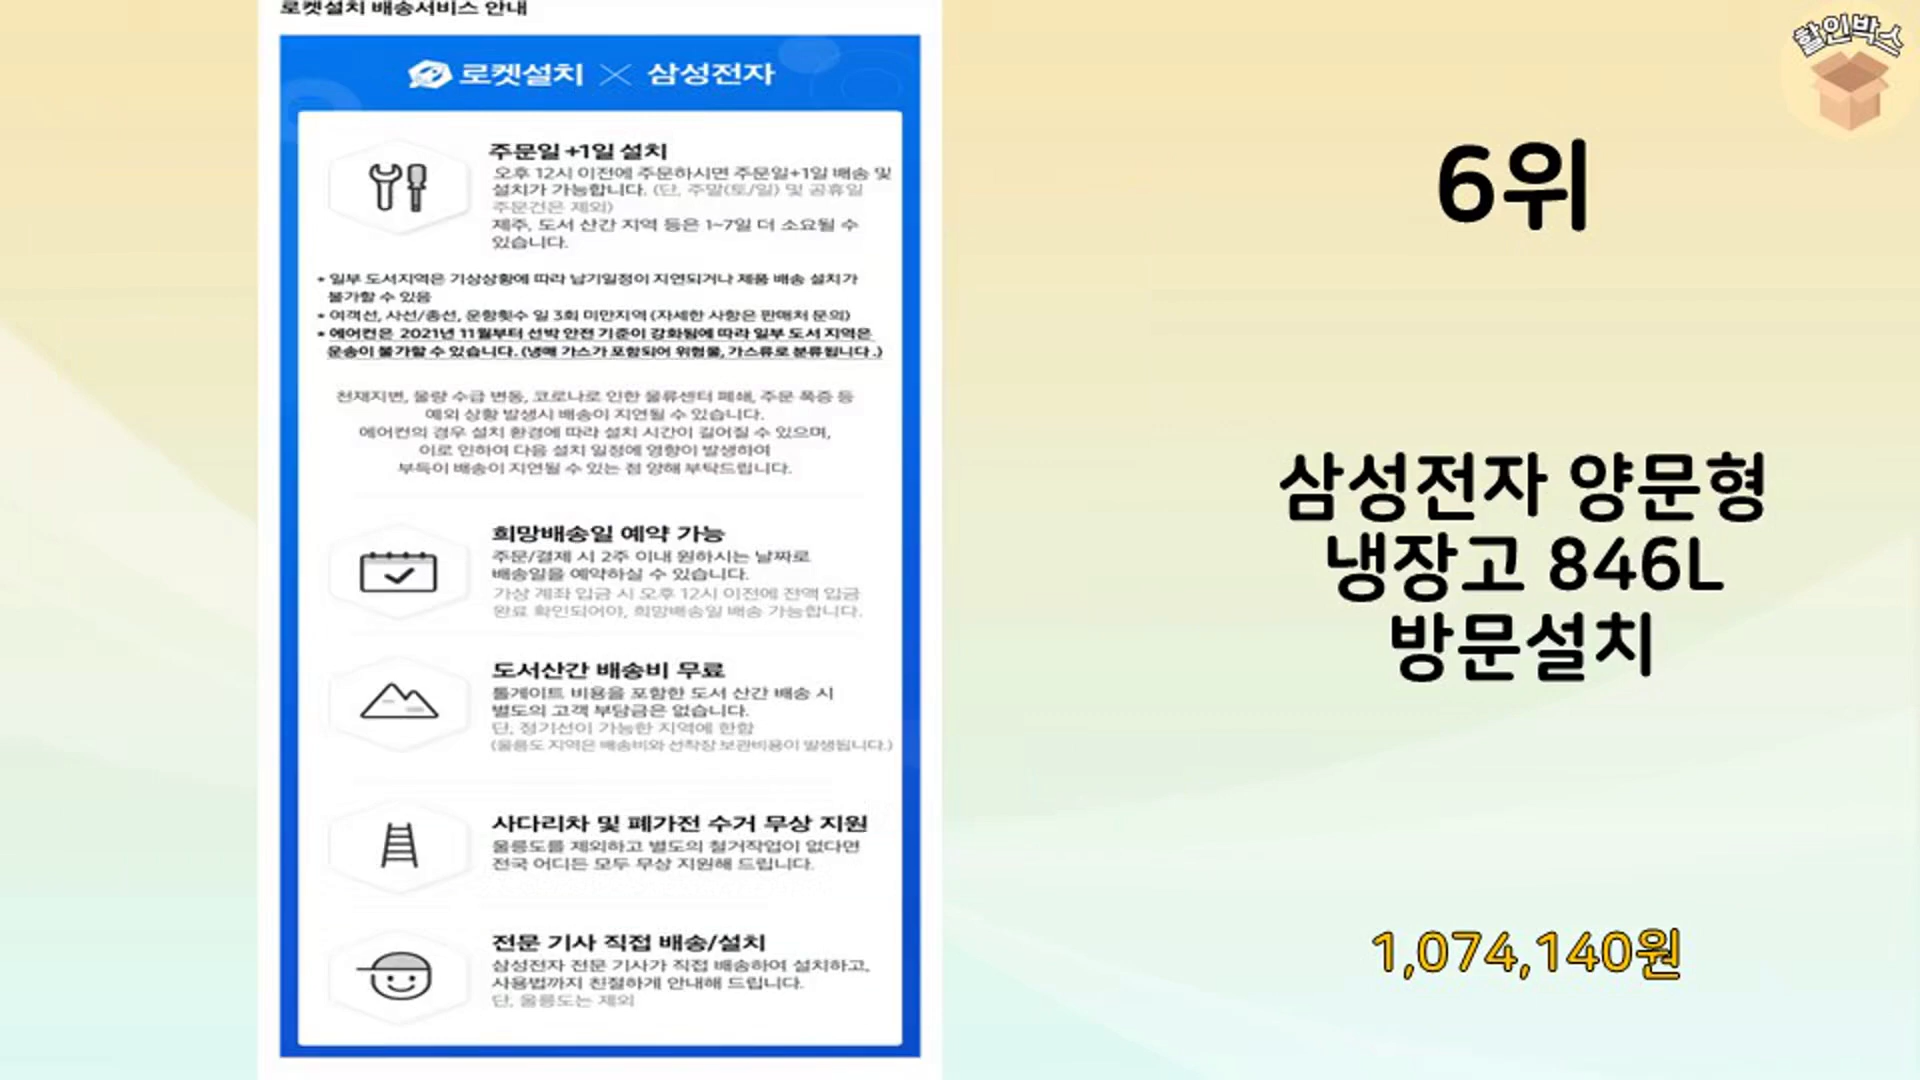 로켓설치 배송서비스 안내
로켓설치 × 삼성전자
주문일 +1일 설치
오후 12시 이전에 주문하시면 주문일+1일 배송 및
설치가 가능합니다. (단, 주말(토/일) 및 공휴일
주문건은 제외)
제주, 도서 산간 지역 등은 1~7일 더 소요될 수
있습니다.
* 일부 도서지역은 기상상황에 따라 납기일정이 지연되거나 제품 배송 설치가
불가할 수 있음
* 여객선, 사선/종선, 운항횟수 일 3회 미만지역 (자세한 사항은 판매처 문의)
* 에어컨은 2021년 11월부터 선박 안전 기준이 강화됨에 따라 일부 도서 지역은
운송이 불가할 수 있습니다. (냉매 가스가 포함되어 위험물, 가스류로 분류됩니다.)
천재지변, 물량 수급 변동, 코로나로 인한 물류센터 폐쇄, 주문 폭증 등
예외 상황 발생시 배송이 지연될 수 있습니다.
에어컨의 경우 설치 환경에 따라 설치 시간이 길어질 수 있으며,
이로 인하여 다음 설치 일정에 영향이 발생하여
부득이 배송이 지연될 수 있는 점 양해 부탁드립니다.
희망배송일 예약 가능
주문/결제 시 2주 이내 원하시는 날짜로
배송일을 예약하실 수 있습니다.
가상 계좌 입금 시 오후 12시 이전에 전액 입금
완료 확인되어야, 희망배송일 배송 가능합니다.
도서산간 배송비 무료
톨게이트 비용을 포함한 도서 산간 배송 시
별도의 고객 부담금은 없습니다.
단, 정기선이 가능한 지역에 한함
(울릉도 지역은 배송비와 선착장 보관비용이 발생됩니다.)
사다리차 및 폐가전 수거 무상 지원
울릉도를 제외하고 별도의 철거작업이 없다면
전국 어디든 모두 무상 지원해 드립니다.
전문 기사 직접 배송/설치
삼성전자 전문 기사가 직접 배송하여 설치하고,
사용법까지 친절하게 안내해 드립니다.
단, 울릉도는 제외
할인박스
6위
삼성전자 양문형
냉장고 846L
방문설치
1,074,140원